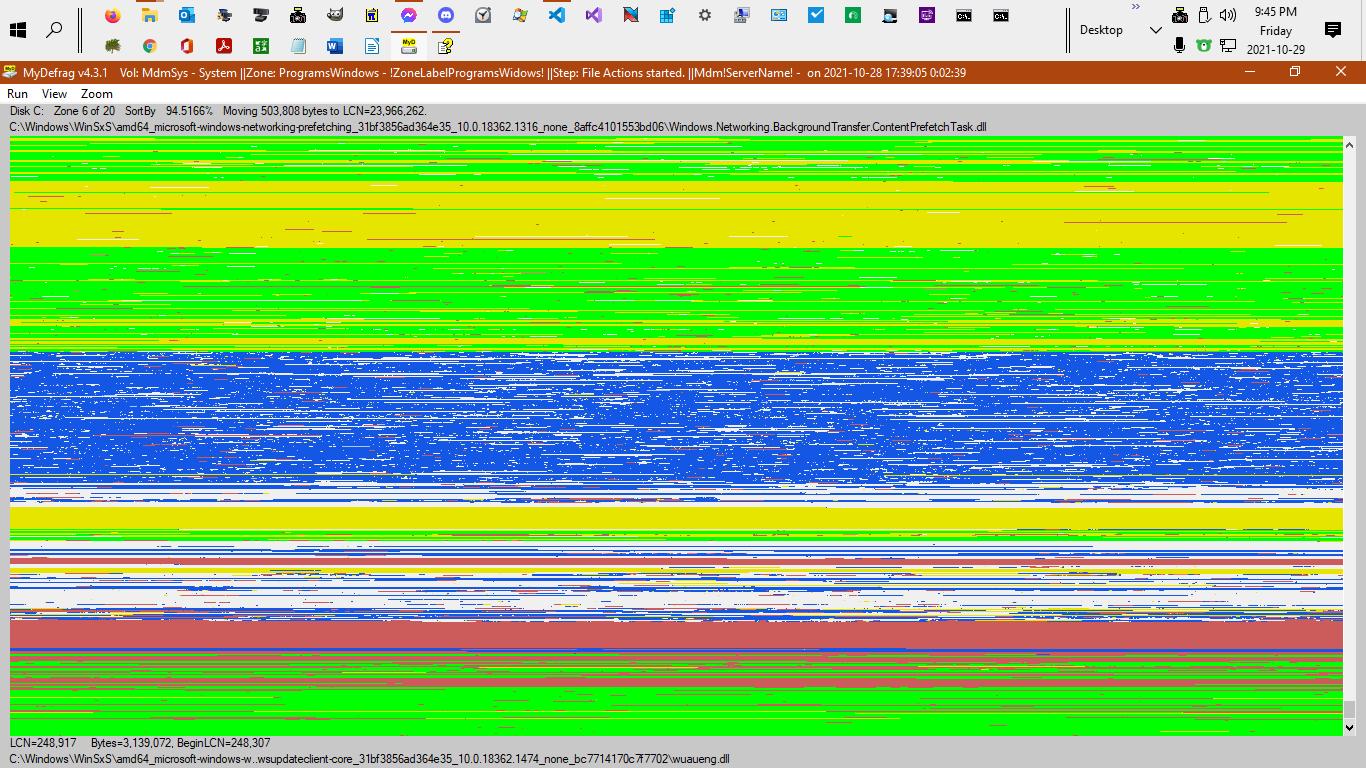 9:45 PM
Desktop
Friday
2021-10-29
MyD
MyDefrag v4.3.1 Vol: MdmSys - System ||Zone: ProgramsWindows - !ZoneLabelProgramsWidows! ||Step: File Actions started. ||Mdm!ServerName! - on 2021-10-28 17:39:05 0:02:39
Run View Zoom
Disk C: Zone 6 of 20 SortBy 94.5166% Moving 503,808 bytes to LCN=23,966,262.
C:\Windows\WinSxS\amd64_microsoft-windows-networking-prefetching_31bf3856ad364e35_10.0.18362.1316_none_8affc4101553bd06\Windows.Networking.BackgroundTransfer.ContentPrefetchTask.dll
LCN=248,917 Bytes=3,139,072, BeginLCN=248,307
C:\Windows\WinSxS\amd64_microsoft-windows-w..wsupdateclient-core_31bf3856ad364e35_10.0.18362.1474_none_bc7714170c7f7702\wuaueng.dll